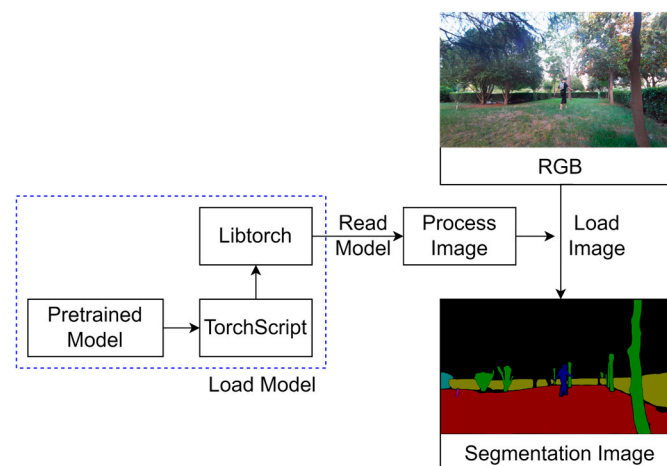 RGB
Libtorch
Read
Model
Process
Image
Load
Image
Pretrained
Model
TorchScript
Load Model
Segmentation Image